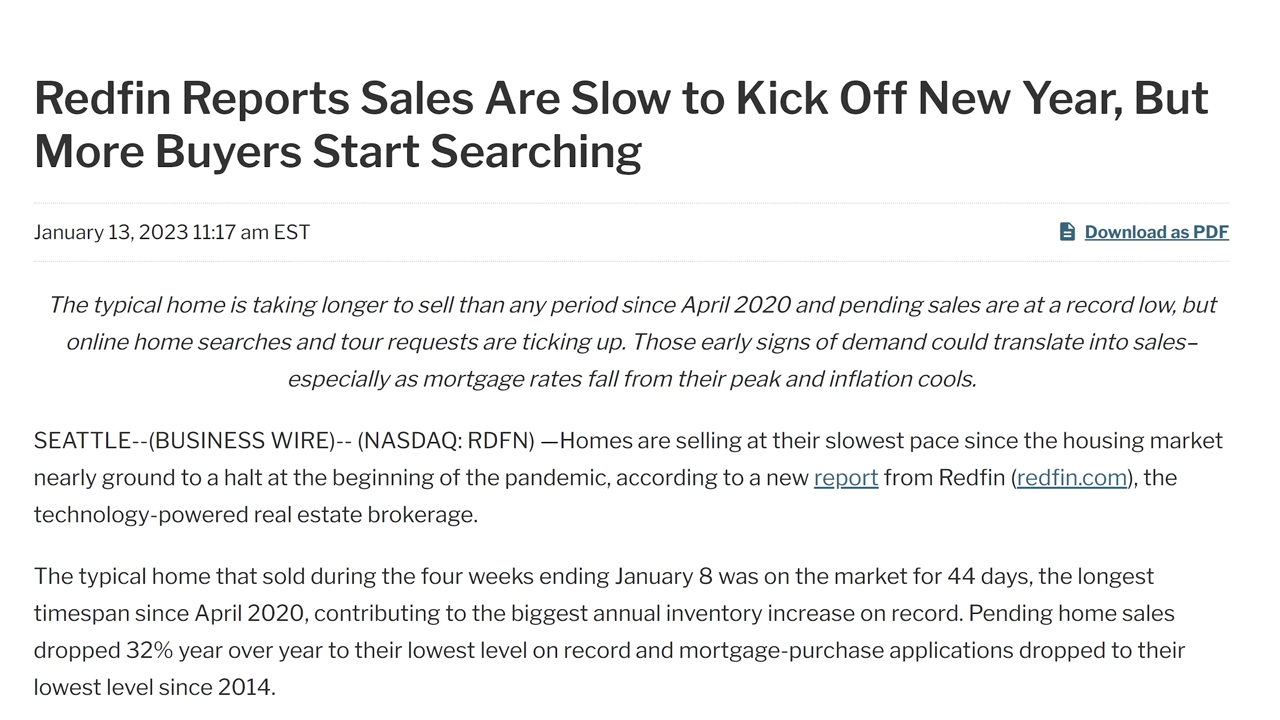 Redfin Reports Sales Are Slow to Kick Off New Year, But
More Buyers Start Searching
January 13, 2023 11:17 am EST
Download as PDF
The typical home is taking longer to sell than any period since April 2020 and pending sales are at a record low, but
online home searches and tour requests are ticking up. Those early signs of demand could translate into sales–
especially as mortgage rates fall from their peak and inflation cools.
SEATTLE--(BUSINESS WIRE)-- (NASDAQ: RDFN) —Homes are selling at their slowest pace since the housing market
nearly ground to a halt at the beginning of the pandemic, according to a new report from Redfin (redfin.com), the
technology-powered real estate brokerage.
The typical home that sold during the four weeks ending January 8 was on the market for 44 days, the longest
timespan since April 2020, contributing to the biggest annual inventory increase on record. Pending home sales
dropped 32% year over year to their lowest level on record and mortgage-purchase applications dropped to their
lowest level since 2014.